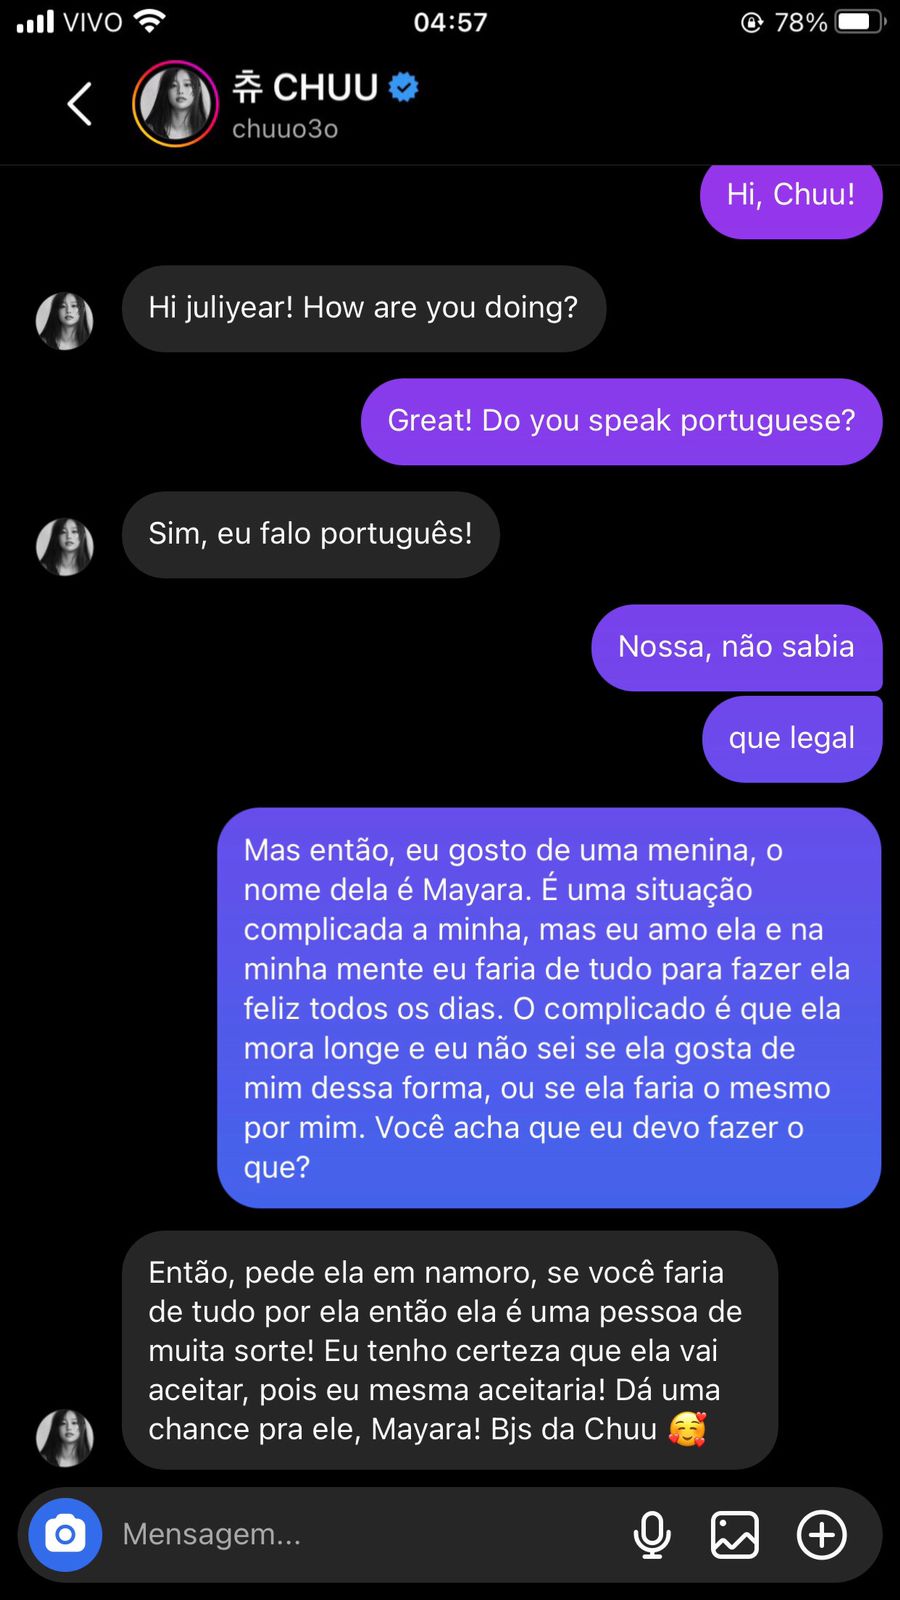 VIVO 04:57 78%
츄 CHUU
chuuo3o
Hi, Chuu!
Hi juliyear! How are you doing?
Great! Do you speak portuguese?
Sim, eu falo português!
Nossa, não sabia
que legal
Mas então, eu gosto de uma menina, o
nome dela é Mayara. É uma situação
complicada a minha, mas eu amo ela e na
minha mente eu faria de tudo para fazer ela
feliz todos os dias. O complicado é que ela
mora longe e eu não sei se ela gosta de
mim dessa forma, ou se ela faria o mesmo
por mim. Você acha que eu devo fazer o
que?
Então, pede ela em namoro, se você faria
de tudo por ela então ela é uma pessoa de
muita sorte! Eu tenho certeza que ela vai
aceitar, pois eu mesma aceitaria! Dá uma
chance pra ele, Mayara! Bjs da Chuu 🥰
Mensagem...